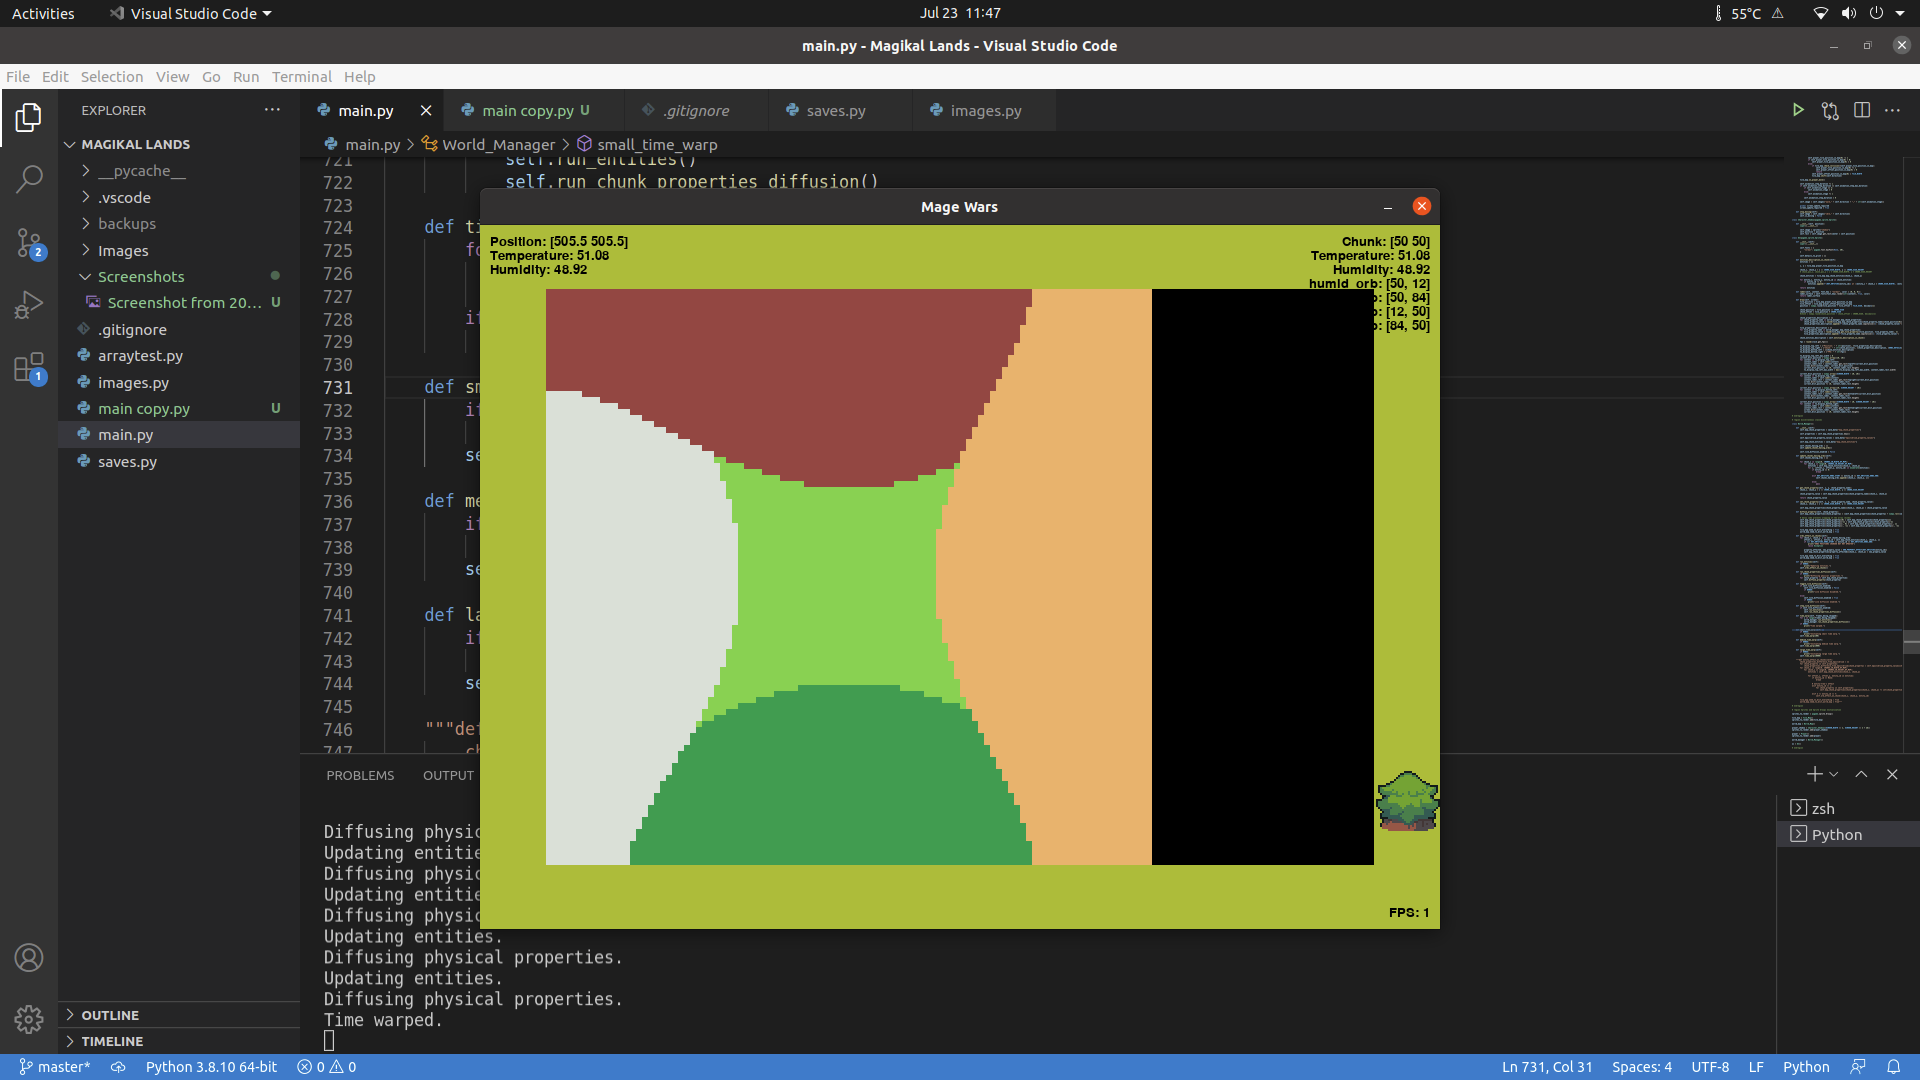 Activities
Visual Studio Code
Jul 23 11:47
55°C
main.py - Magikal Lands - Visual Studio Code
File Edit Selection View Go Run Terminal Help
EXPLORER
main.py
main copy.py U
.gitignore
saves.py
images.py
MAGIKAL LANDS
__pycache__
.vscode
backups
Images
Screenshots
Screenshot from 20... U
.gitignore
arraytest.py
images.py
main copy.py U
main.py
saves.py
OUTLINE
TIMELINE
2
1
main.py > World_Manager > small_time_warp
721 self.run_entities()
722 self.run_chunk_properties_diffusion()
723
724 def ti
725 fo
726
727
728 if
729
730
731 def sm
732 if
733
734 se
735
736 def me
737 if
738
739 se
740
741 def la
742 if
743
744 se
745
746 """def
747 ch
Mage Wars
Position: [505.5 505.5]
Temperature: 51.08
Humidity: 48.92
Chunk: [50 50]
Temperature: 51.08
Humidity: 48.92
humid_orb: [50, 12]
b: [50, 84]
b: [12, 50]
b: [84, 50]
FPS: 1
PROBLEMS OUTPUT
Diffusing physic
Updating entitie
Diffusing physic
Updating entitie
Diffusing physic
Updating entities.
Diffusing physical properties.
Updating entities.
Diffusing physical properties.
Time warped.
zsh
Python
master*
Python 3.8.10 64-bit
0 0
Ln 731, Col 31
Spaces: 4
UTF-8
LF
Python